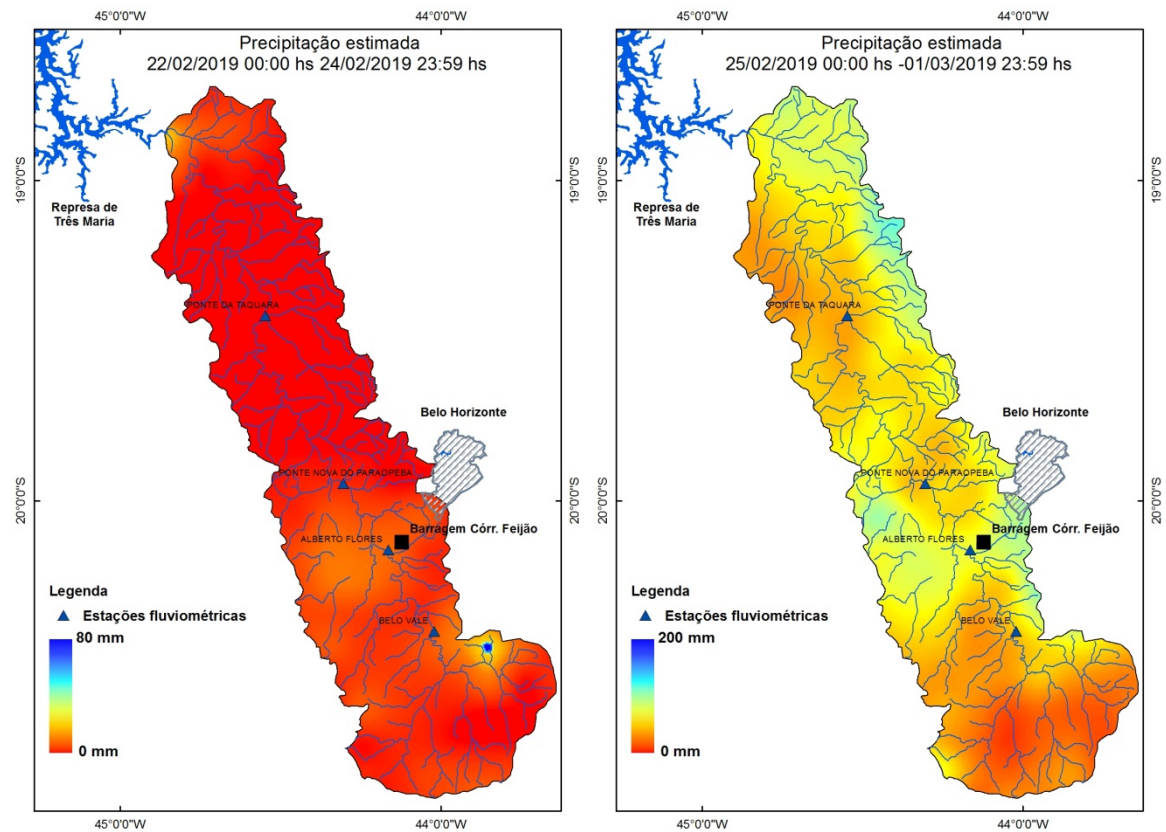 45°0'0"W
44°0'0"W
Precipitação estimada
22/02/2019 00:00 hs 24/02/2019 23:59 hs
19°0'0"S
Represa de
Três Maria
PONTE DA TAQUARA
Belo Horizonte
PONTE NOVA DO PARAOPEBA
20°0'0"S
Barragem Córr. Feijão
ALBERTO FLORES
Legenda
Estações fluviométricas
BELO VALE
80 mm
0 mm
45°0'0"W
44°0'0"W
45°0'0"W
44°0'0"W
Precipitação estimada
25/02/2019 00:00 hs -01/03/2019 23:59 hs
19°0'0"S
19°0'0"S
Represa de
Três Maria
PONTE DA TAQUARA
Belo Horizonte
PONTE NOVA DO PARAOPEBA
20°0'0"S
20°0'0"S
Barragem Córr. Feijão
ALBERTO FLORES
Legenda
Estações fluviométricas
BELO VALE
200 mm
0 mm
45°0'0"W
44°0'0"W